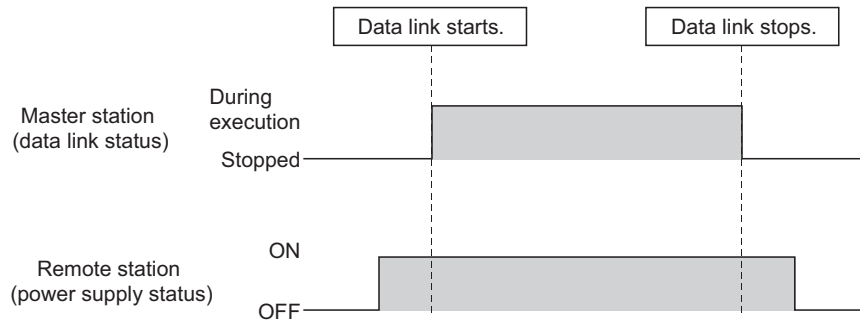 Data link starts.
Data link stops.
Master station
(data link status)
During
execution
Stopped
Remote station
(power supply status)
ON
OFF